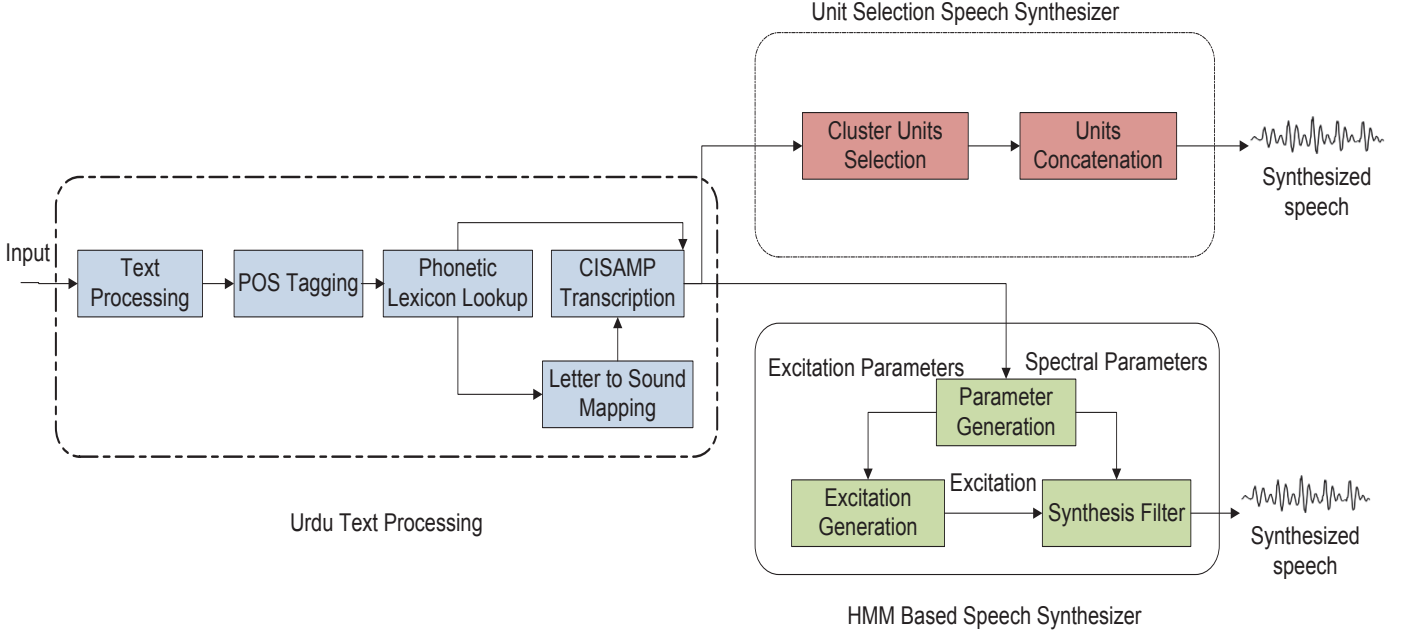 Unit Selection Speech Synthesizer
Cluster Units
Selection
Units
Concatenation
Synthesized
speech
Input
Text
Processing
POS Tagging
Phonetic
Lexicon Lookup
CISAMP
Transcription
Letter to Sound
Mapping
Urdu Text Processing
Excitation Parameters
Spectral Parameters
Parameter
Generation
Excitation
Generation
Excitation
Synthesis Filter
Synthesized
speech
HMM Based Speech Synthesizer